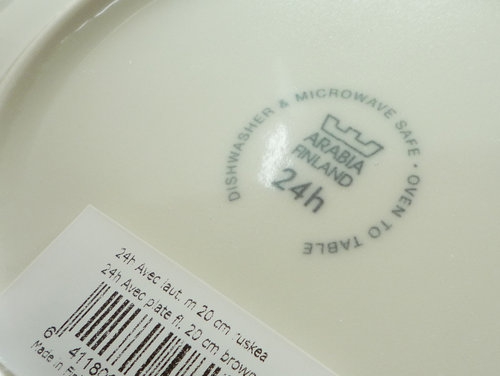 DISHWASHER & MICROWAVE SAFE • OVEN TO TABLE
ARABIA
FINLAND
24h
24h Avec laut. m 20 cm ruskea
24h Avec plate fl. 20 cm brown
6 41180
Made in